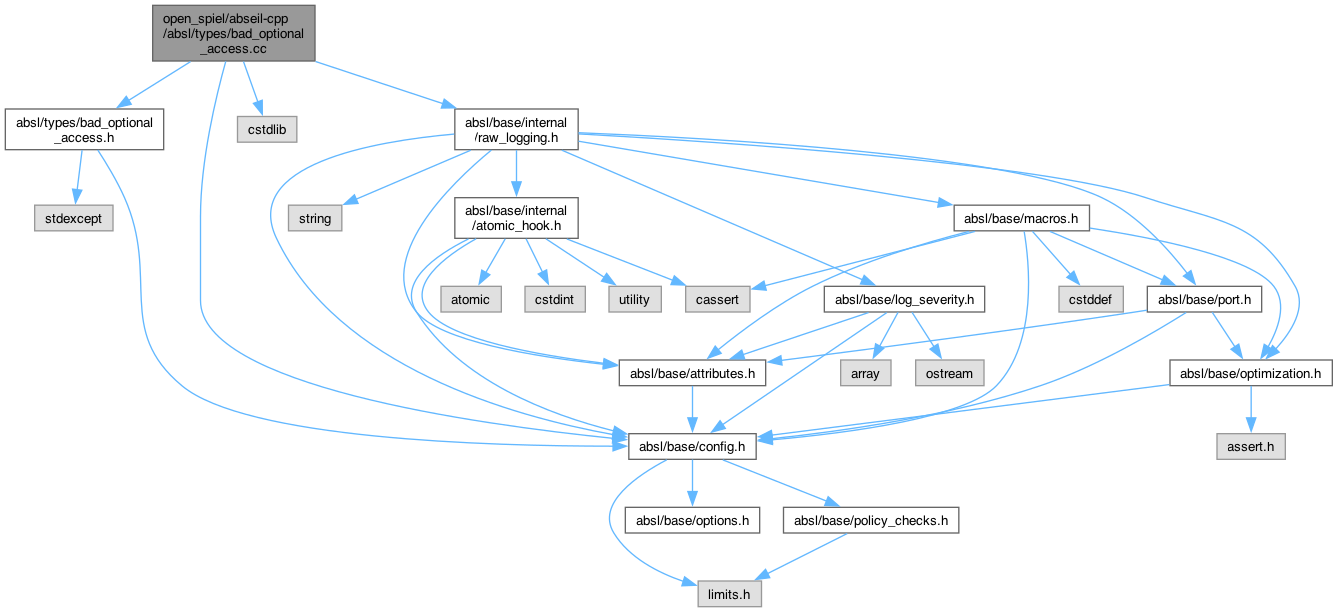 open_spiel/abseil-cpp
/absl/types/bad_optional
_access.cc
absl/types/bad_optional
_access.h
cstdlib
absl/base/internal
/raw_logging.h
stdexcept
string
absl/base/internal
/atomic_hook.h
absl/base/macros.h
atomic
cstdint
utility
cassert
absl/base/log_severity.h
cstddef
absl/base/port.h
absl/base/attributes.h
array
ostream
absl/base/optimization.h
absl/base/config.h
assert.h
absl/base/options.h
absl/base/policy_checks.h
limits.h